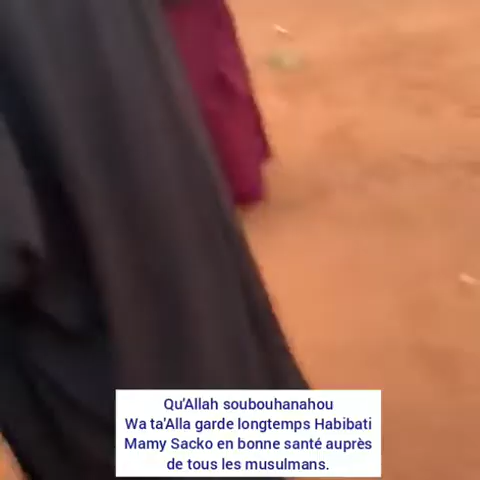 Qu'Allah soubouhanahou
Wa ta'Alla garde longtemps Habibati
Mamy Sacko en bonne santé auprès
de tous les musulmans.